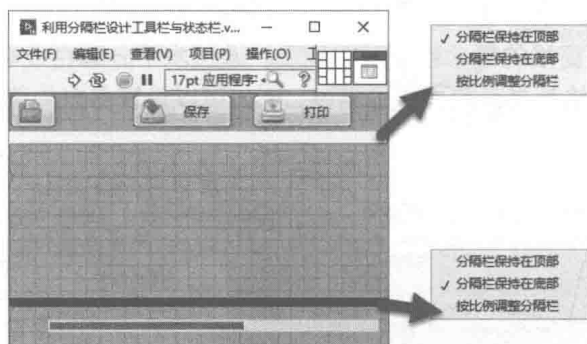 利用分隔栏设计工具栏与状态栏.v...
文件(F) 编辑(E) 查看(V) 项目(P) 操作(O)
17pt 应用程序
保存
打印
✓ 分隔栏保持在顶部
分隔栏保持在底部
按比例调整分隔栏
分隔栏保持在顶部
✓ 分隔栏保持在底部
按比例调整分隔栏